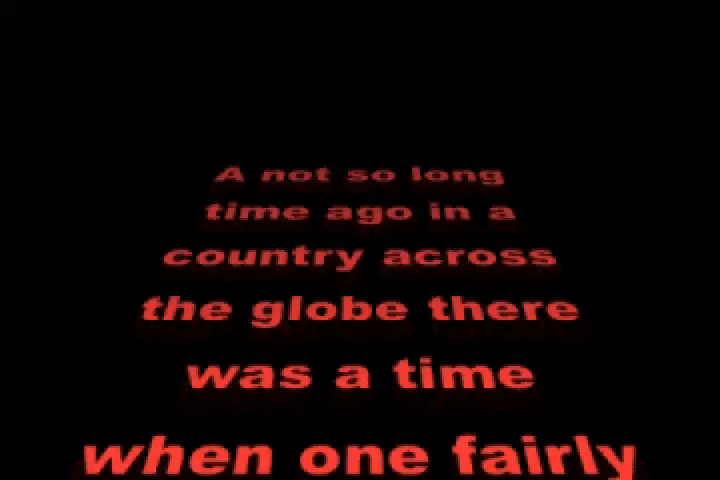 A not so long
time ago in a
country across
the globe there
was a time
when one fairly